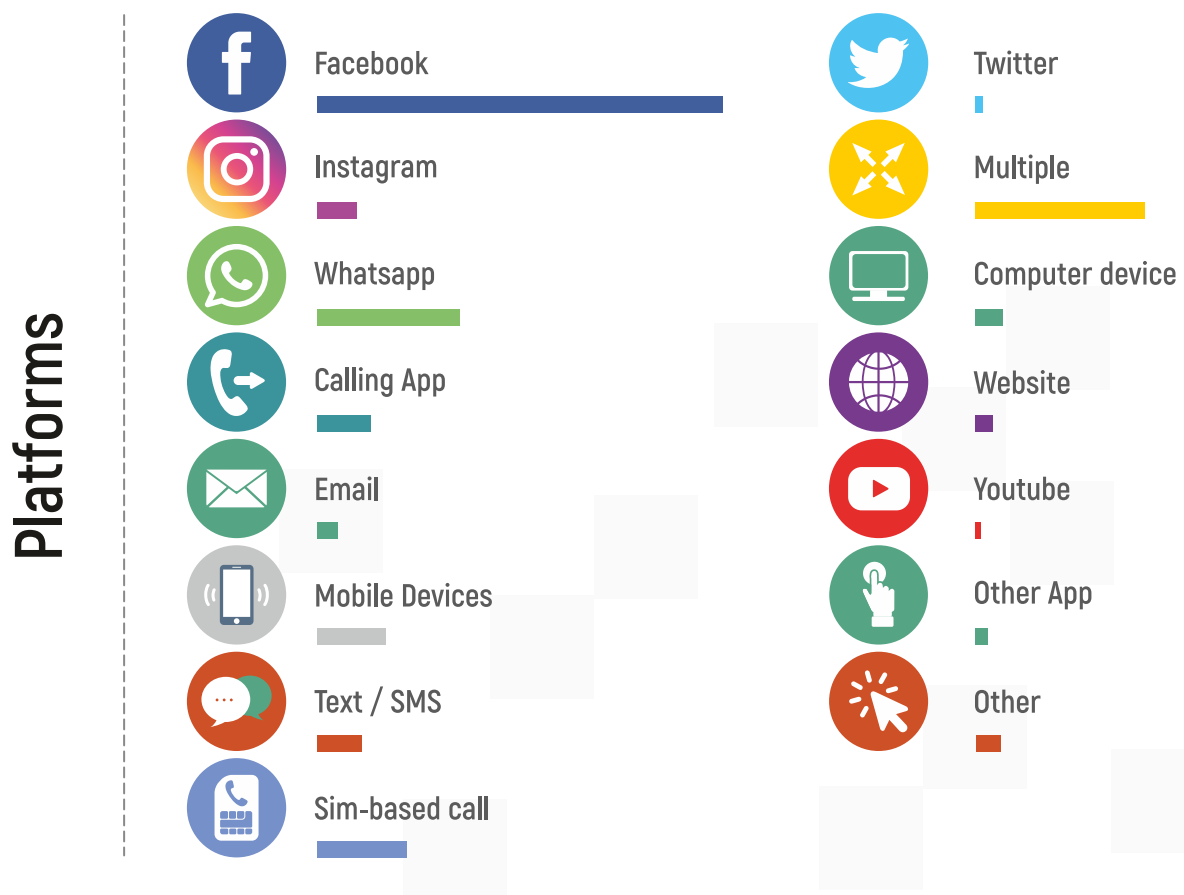 Platforms
Facebook
Instagram
Whatsapp
Calling App
Email
Mobile Devices
Text / SMS
Sim-based call
Twitter
Multiple
Computer device
Website
Youtube
Other App
Other